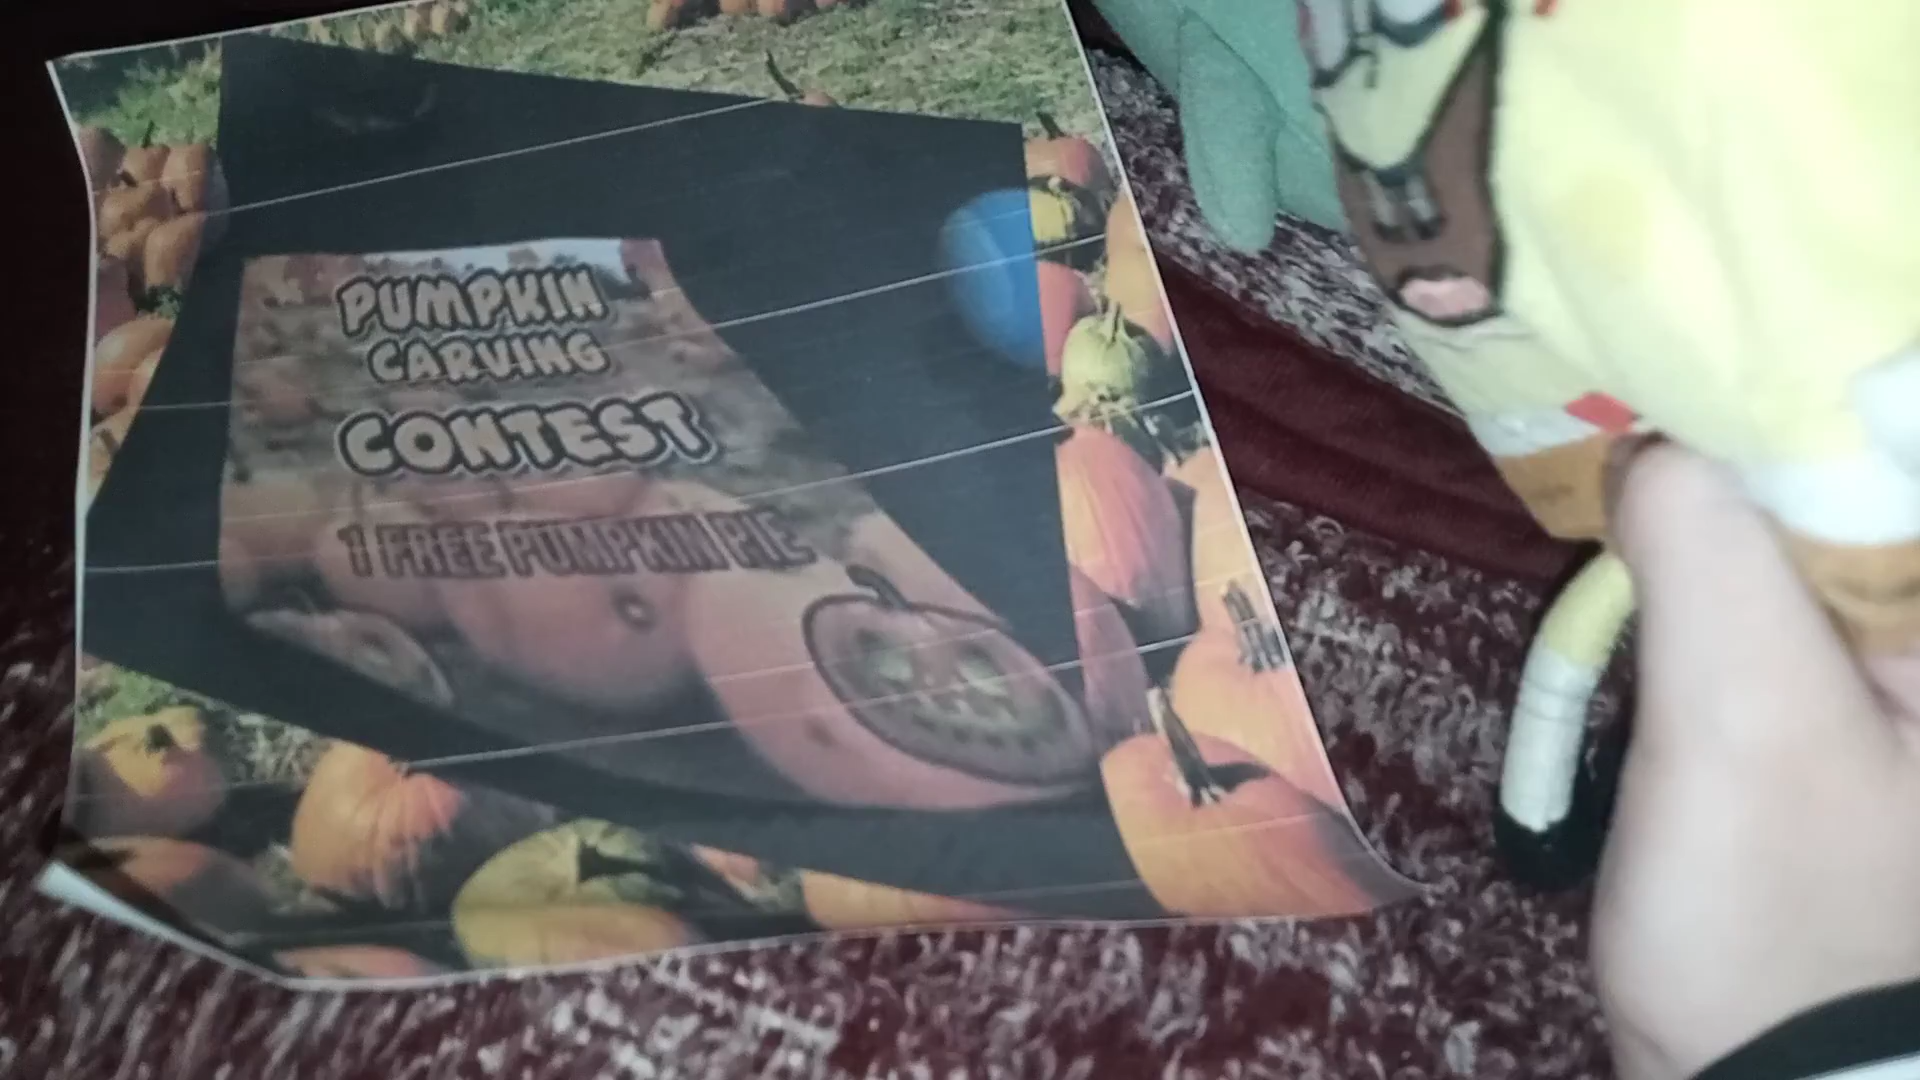 PUMPKIN
CARVING
CONTEST
1 FREE PUMPKIN PIE